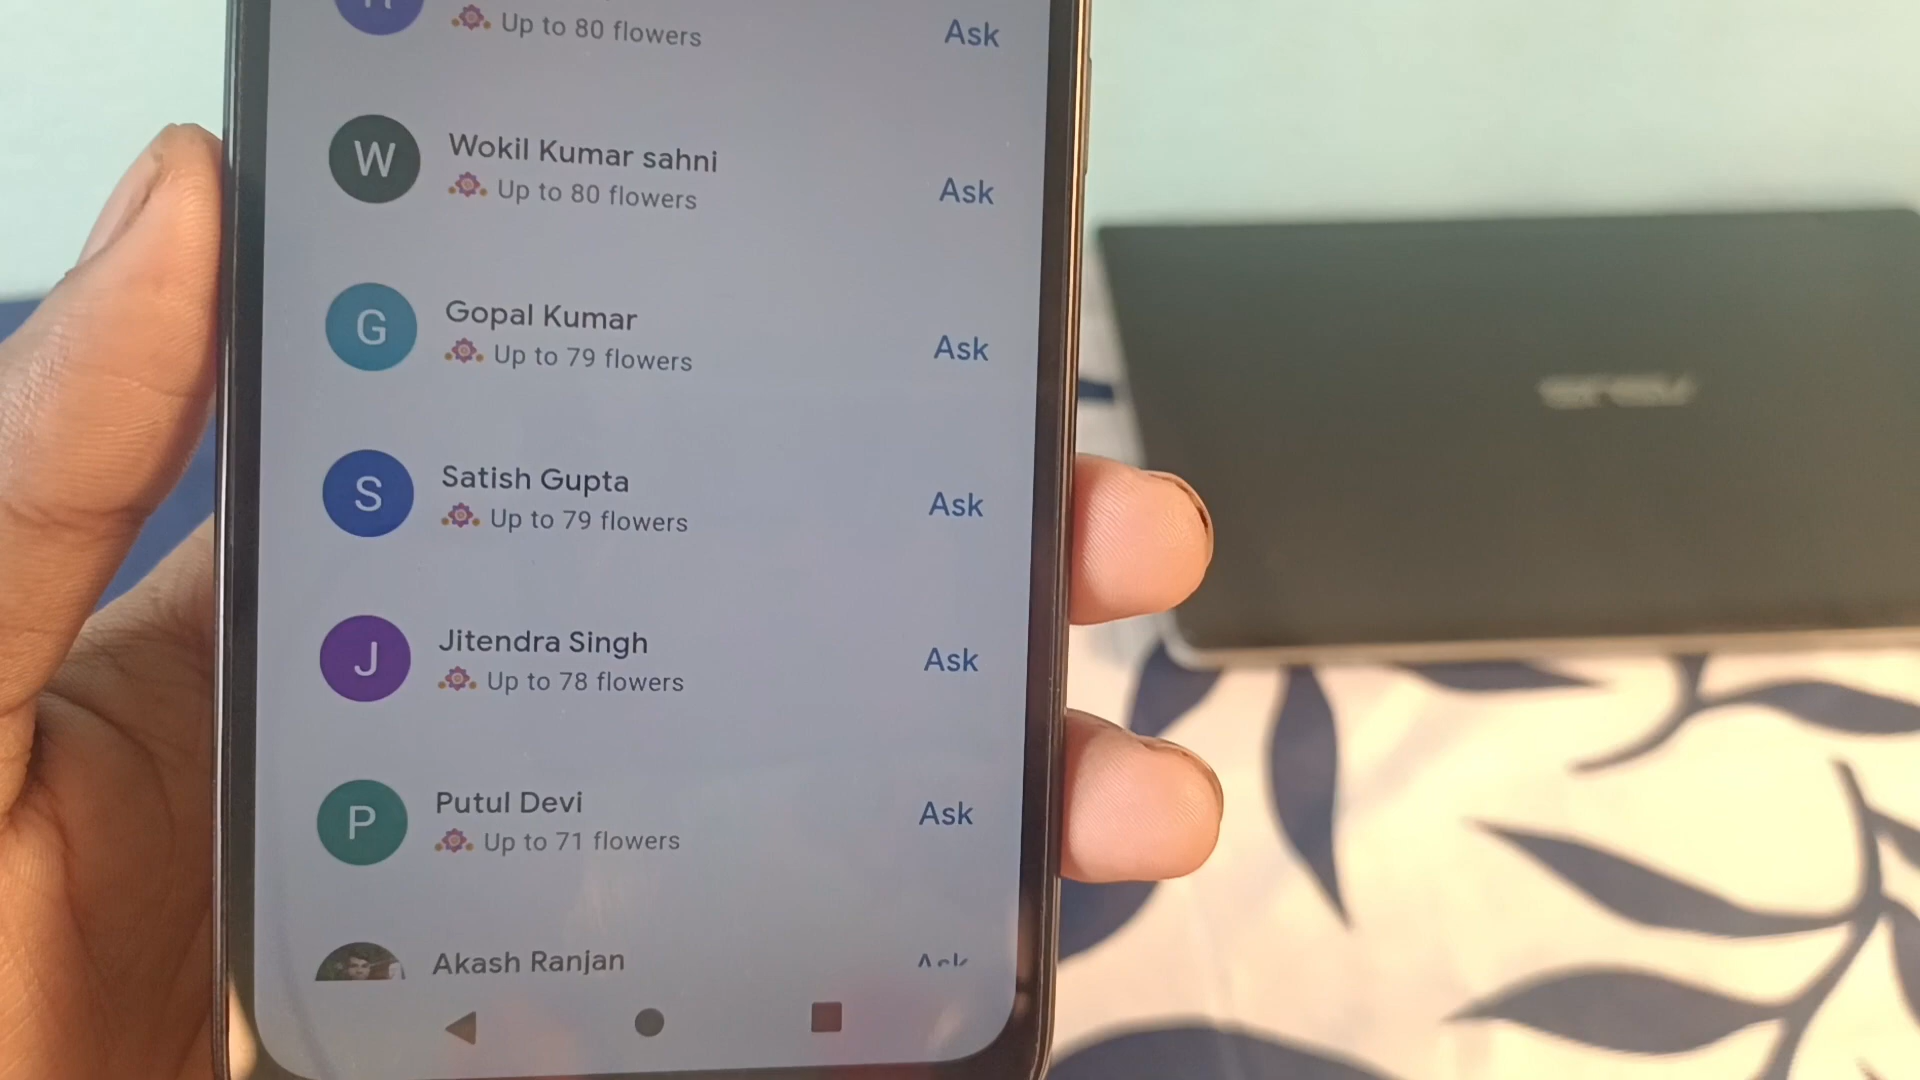 Up to 80 flowers
Ask
W
Wokil Kumar sahni
Up to 80 flowers
Ask
G
Gopal Kumar
Up to 79 flowers
Ask
S
Satish Gupta
Up to 79 flowers
Ask
J
Jitendra Singh
Up to 78 flowers
Ask
P
Putul Devi
Up to 71 flowers
Ask
Akash Ranjan